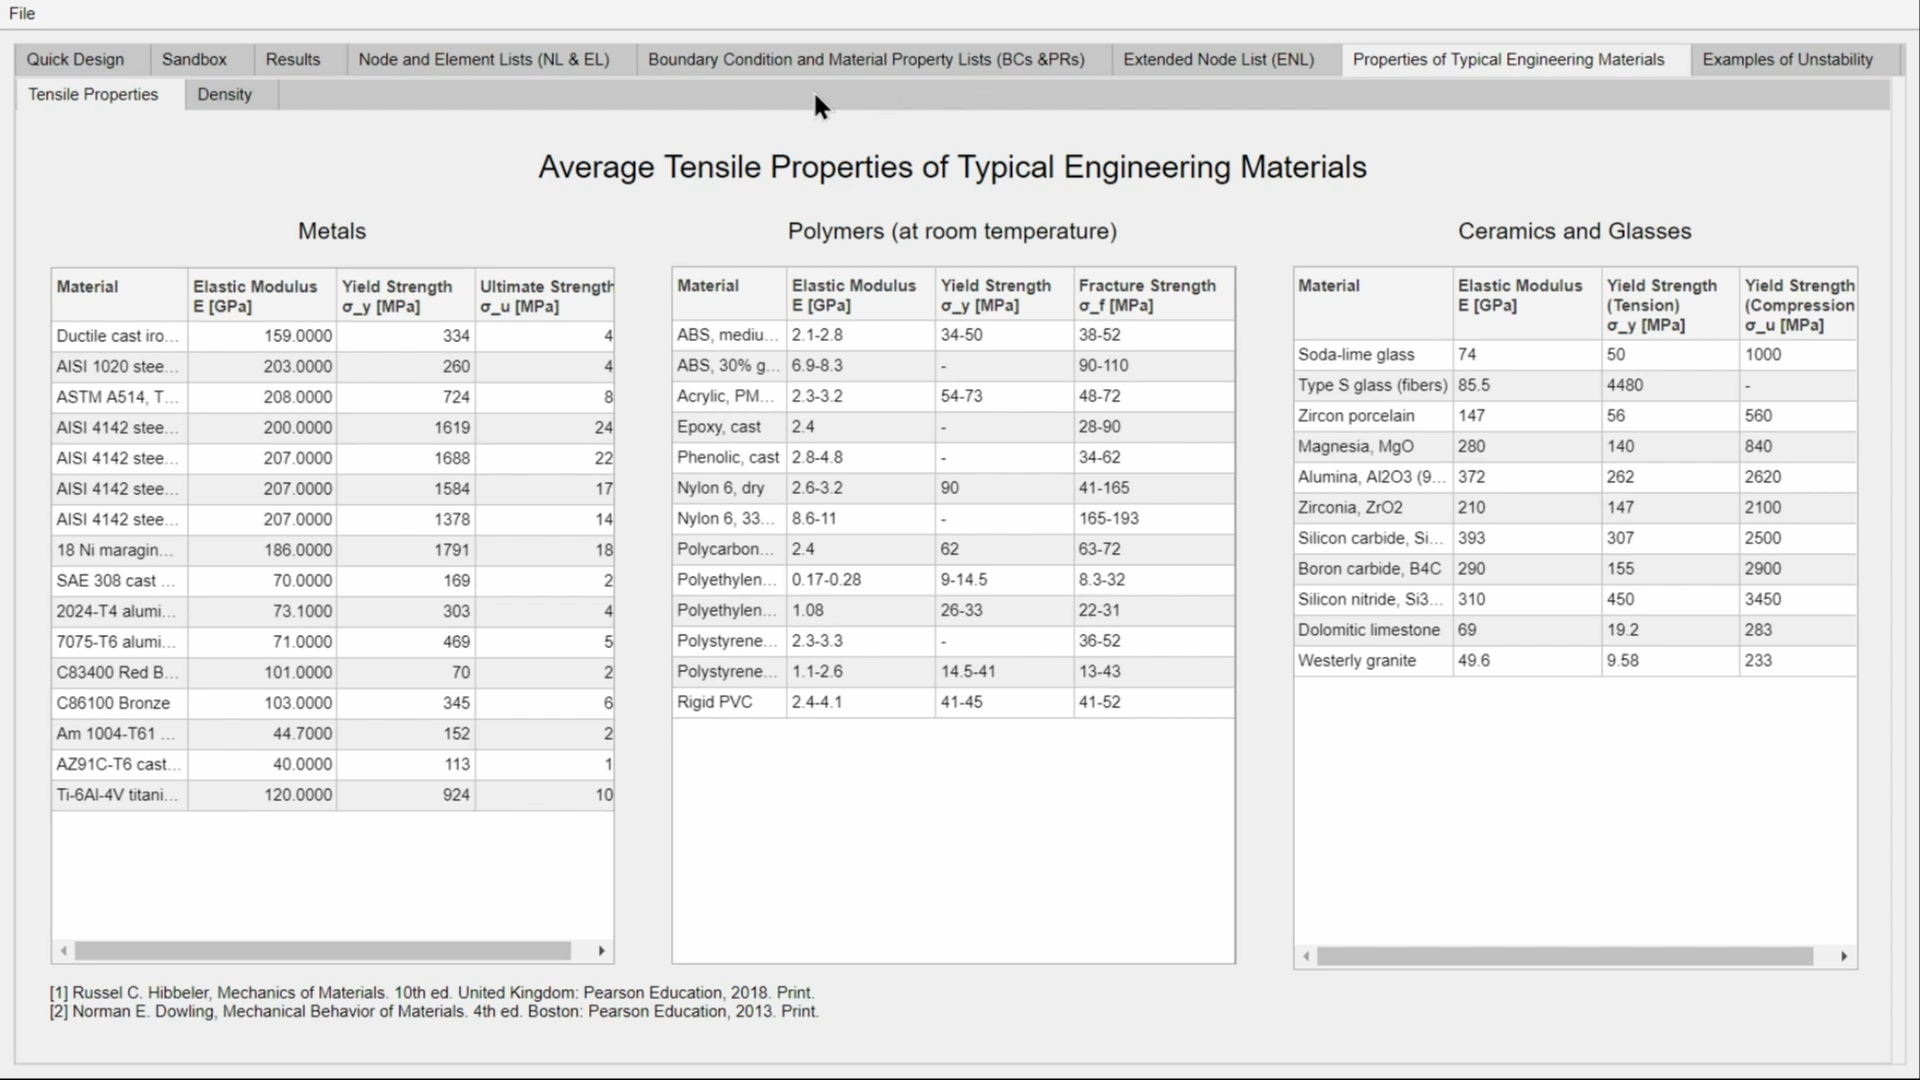 File
Quick Design Sandbox Results Node and Element Lists (NL & EL) Boundary Condition and Material Property Lists (BCs &PRs) Extended Node List (ENL) Properties of Typical Engineering Materials Examples of Unstability
Tensile Properties Density
Average Tensile Properties of Typical Engineering Materials
Metals
Material Elastic Modulus Yield Strength Ultimate Strength
E [GPa] σ_y [MPa] σ_u [MPa]
Ductile cast iro... 159.0000 334 4
AISI 1020 stee... 203.0000 260 4
ASTM A514, T... 208.0000 724 8
AISI 4142 stee... 200.0000 1619 24
AISI 4142 stee... 207.0000 1688 22
AISI 4142 stee... 207.0000 1584 17
AISI 4142 stee... 207.0000 1378 14
18 Ni maragin... 186.0000 1791 18
SAE 308 cast ... 70.0000 169 2
2024-T4 alumi... 73.1000 303 4
7075-T6 alumi... 71.0000 469 5
C83400 Red B... 101.0000 70 2
C86100 Bronze 103.0000 345 6
Am 1004-T61 ... 44.7000 152 2
AZ91C-T6 cast... 40.0000 113 1
Ti-6Al-4V titani... 120.0000 924 10
Polymers (at room temperature)
Material Elastic Modulus Yield Strength Fracture Strength
E [GPa] σ_y [MPa] σ_f [MPa]
ABS, mediu... 2.1-2.8 34-50 38-52
ABS, 30% g... 6.9-8.3 - 90-110
Acrylic, PM... 2.3-3.2 54-73 48-72
Epoxy, cast 2.4 - 28-90
Phenolic, cast 2.8-4.8 - 34-62
Nylon 6, dry 2.6-3.2 90 41-165
Nylon 6, 33... 8.6-11 - 165-193
Polycarbon... 2.4 62 63-72
Polyethylen... 0.17-0.28 9-14.5 8.3-32
Polyethylen... 1.08 26-33 22-31
Polystyrene... 2.3-3.3 - 36-52
Polystyrene... 1.1-2.6 14.5-41 13-43
Rigid PVC 2.4-4.1 41-45 41-52
Ceramics and Glasses
Material Elastic Modulus Yield Strength Yield Strength
E [GPa] (Tension) (Compression
σ_y [MPa] σ_u [MPa]
Soda-lime glass 74 50 1000
Type S glass (fibers) 85.5 4480 -
Zircon porcelain 147 56 560
Magnesia, MgO 280 140 840
Alumina, Al2O3 (9... 372 262 2620
Zirconia, ZrO2 210 147 2100
Silicon carbide, Si... 393 307 2500
Boron carbide, B4C 290 155 2900
Silicon nitride, Si3... 310 450 3450
Dolomitic limestone 69 19.2 283
Westerly granite 49.6 9.58 233
[1] Russel C. Hibbeler, Mechanics of Materials. 10th ed. United Kingdom: Pearson Education, 2018. Print.
[2] Norman E. Dowling, Mechanical Behavior of Materials. 4th ed. Boston: Pearson Education, 2013. Print.